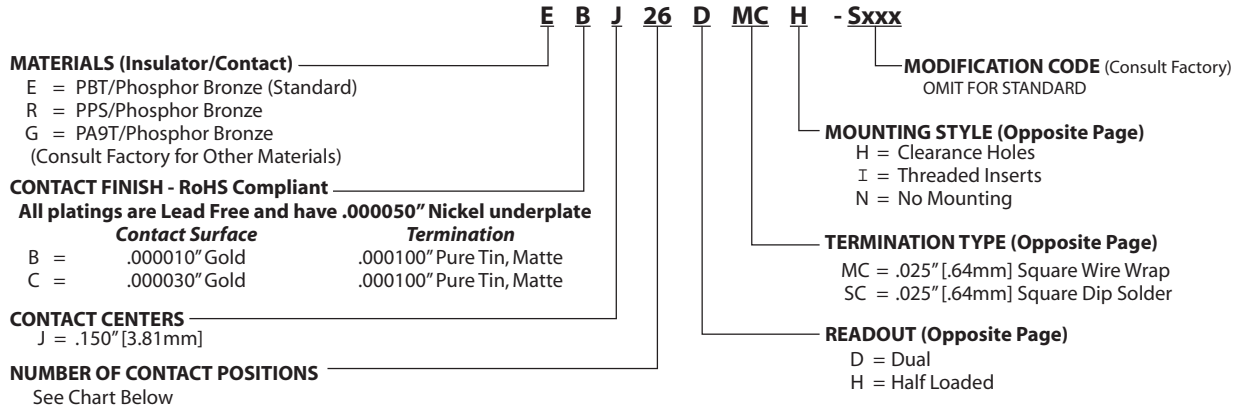 E B J 26 D MC H - Sxxx
MATERIALS (Insulator/Contact)
E = PBT/Phosphor Bronze (Standard)
R = PPS/Phosphor Bronze
G = PA9T/Phosphor Bronze
(Consult Factory for Other Materials)
CONTACT FINISH - RoHS Compliant
All platings are Lead Free and have .000050" Nickel underplate
Contact Surface Termination
B = .000010" Gold .000100" Pure Tin, Matte
C = .000030" Gold .000100" Pure Tin, Matte
CONTACT CENTERS
J = .150" [3.81mm]
NUMBER OF CONTACT POSITIONS
See Chart Below
MODIFICATION CODE (Consult Factory)
OMIT FOR STANDARD
MOUNTING STYLE (Opposite Page)
H = Clearance Holes
I = Threaded Inserts
N = No Mounting
TERMINATION TYPE (Opposite Page)
MC = .025" [.64mm] Square Wire Wrap
SC = .025" [.64mm] Square Dip Solder
READOUT (Opposite Page)
D = Dual
H = Half Loaded